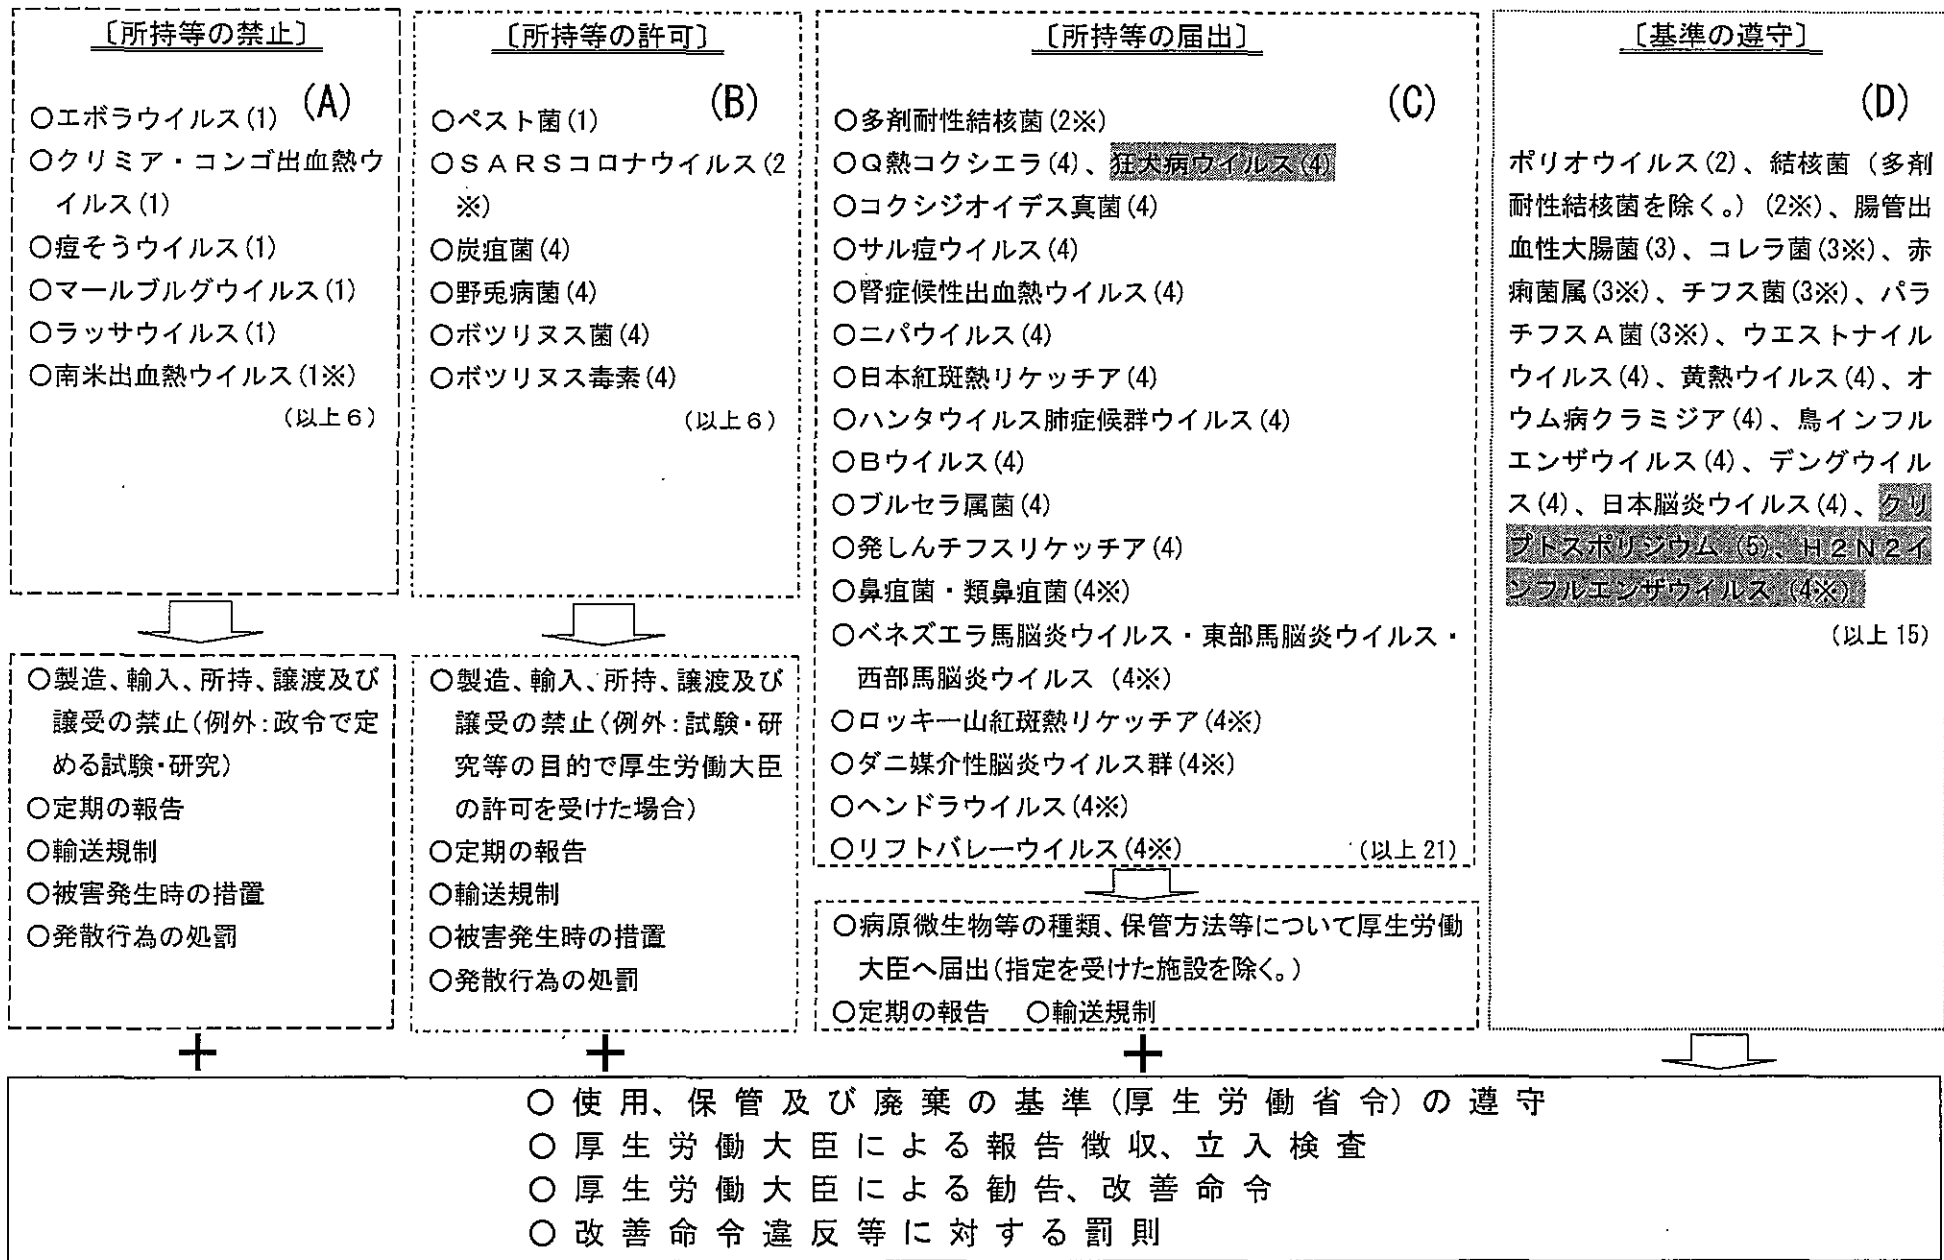 〔所持等の禁止〕
(A)
○エボラウイルス(1)
○クリミア・コンゴ出血熱ウ
イルス(1)
○痘そうウイルス(1)
○マールブルグウイルス(1)
○ラッサウイルス(1)
○南米出血熱ウイルス(1※)
(以上6)
○製造、輸入、所持、譲渡及び
譲受の禁止(例外:政令で定
める試験・研究)
○定期の報告
○輸送規制
○被害発生時の措置
○発散行為の処罰
+
〔所持等の許可〕
(B)
○ペスト菌(1)
○SARSコロナウイルス(2
※)
○炭疽菌(4)
○野兎病菌(4)
○ボツリヌス菌(4)
○ボツリヌス毒素(4)
(以上6)
○製造、輸入、所持、譲渡及び
譲受の禁止(例外:試験・研
究等の目的で厚生労働大臣
の許可を受けた場合)
○定期の報告
○輸送規制
○被害発生時の措置
○発散行為の処罰
+
〔所持等の届出〕
(C)
○多剤耐性結核菌(2※)
○Q熱コクシエラ(4)、狂犬病ウイルス(4)
○コクシジオイデス真菌(4)
○サル痘ウイルス(4)
○腎症候性出血熱ウイルス(4)
○ニパウイルス(4)
○日本紅斑熱リケッチア(4)
○ハンタウイルス肺症候群ウイルス(4)
○Bウイルス(4)
○ブルセラ属菌(4)
○発しんチフスリケッチア(4)
○鼻疽菌・類鼻疽菌(4※)
○ベネズエラ馬脳炎ウイルス・東部馬脳炎ウイルス・
西部馬脳炎ウイルス(4※)
○ロッキー山紅斑熱リケッチア(4※)
○ダニ媒介性脳炎ウイルス群(4※)
○ヘンドラウイルス(4※)
○リフトバレーウイルス(4※) (以上21)
○病原微生物等の種類、保管方法等について厚生労働
大臣へ届出(指定を受けた施設を除く。)
○定期の報告 ○輸送規制
+
〔基準の遵守〕
(D)
ポリオウイルス(2)、結核菌(多剤
耐性結核菌を除く。)(2※)、腸管出
血性大腸菌(3)、コレラ菌(3※)、赤
痢菌属(3※)、チフス菌(3※)、パラ
チフスA菌(3※)、ウエストナイル
ウイルス(4)、黄熱ウイルス(4)、オ
ウム病クラミジア(4)、鳥インフル
エンザウイルス(4)、デングウイル
ス(4)、日本脳炎ウイルス(4)、クリ
プトスポリジウム(5)、H2N2イ
ンフルエンザウイルス(4※)
(以上15)
○ 使用、保管及び廃棄の基準(厚生労働省令)の遵守
○ 厚生労働大臣による報告徴収、立入検査
○ 厚生労働大臣による勧告、改善命令
○ 改善命令違反等に対する罰則